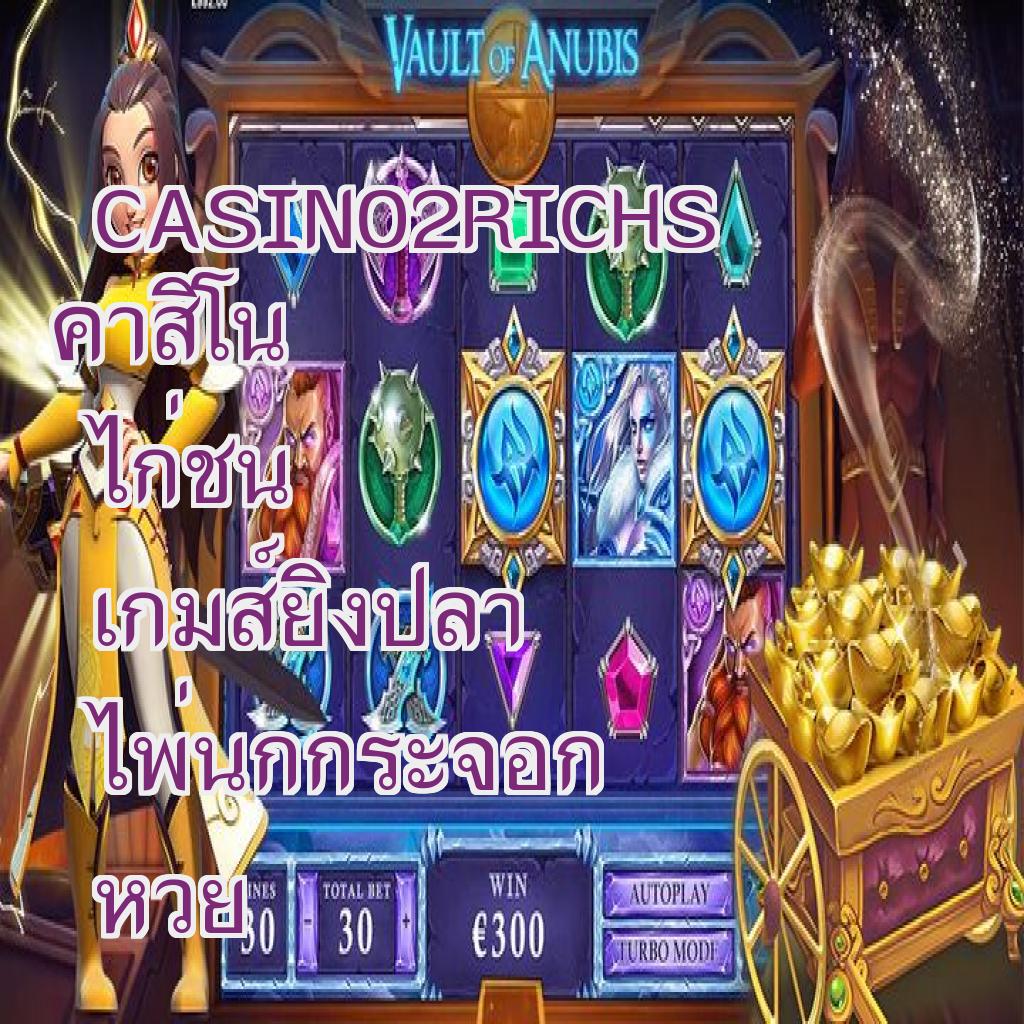 VAULT OF ANUBIS
CASINO2RICHS
คาสิโน
ไก่ชน
เกมส์ยิงปลา
ไพ่นกกระจอก
หวย
TOTAL BET
30
- +
WIN
€300
AUTOPLAY
TURBO MODE